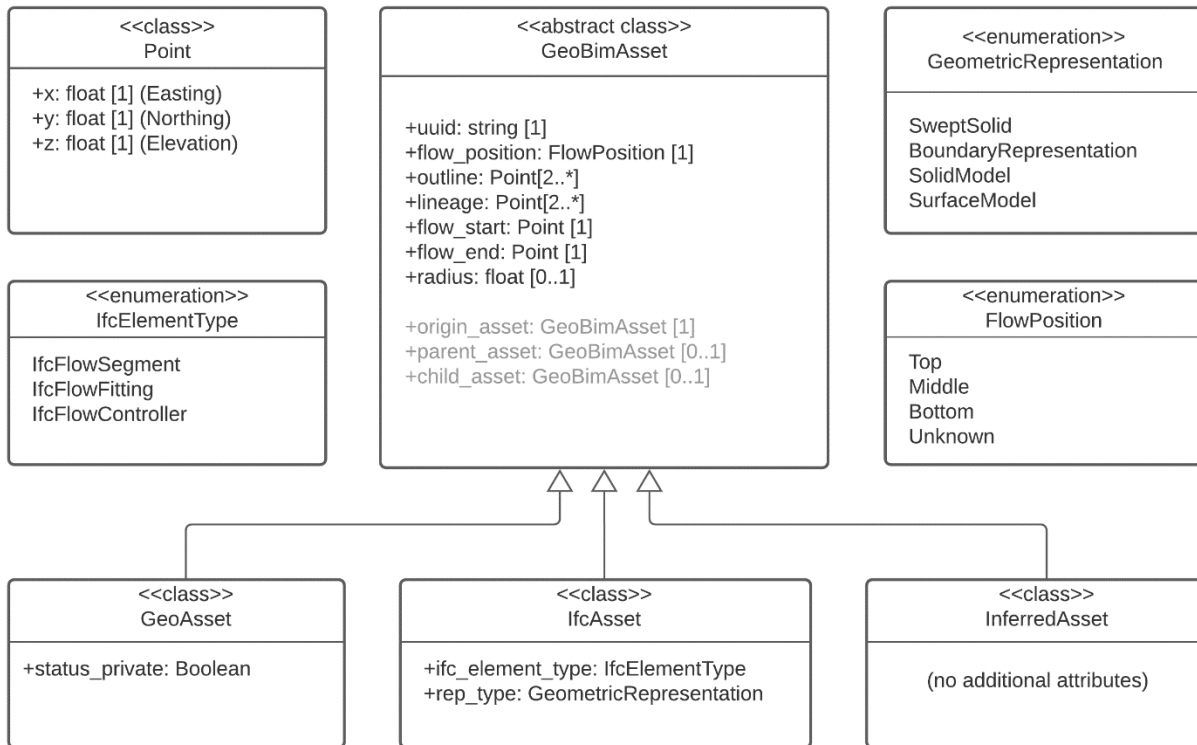 <<class>>
Point
+x: float [1] (Easting)
+y: float [1] (Northing)
+z: float [1] (Elevation)
<<abstract class>>
GeoBimAsset
+uuid: string [1]
+flow_position: FlowPosition [1]
+outline: Point[2..*]
+lineage: Point[2..*]
+flow_start: Point [1]
+flow_end: Point [1]
+radius: float [0..1]
+origin_asset: GeoBimAsset [1]
+parent_asset: GeoBimAsset [0..1]
+child_asset: GeoBimAsset [0..1]
<<enumeration>>
GeometricRepresentation
SweptSolid
BoundaryRepresentation
SolidModel
SurfaceModel
<<enumeration>>
IfcElementType
IfcFlowSegment
IfcFlowFitting
IfcFlowController
<<enumeration>>
FlowPosition
Top
Middle
Bottom
Unknown
<<class>>
GeoAsset
+status_private: Boolean
<<class>>
IfcAsset
+ifc_element_type: IfcElementType
+rep_type: GeometricRepresentation
<<class>>
InferredAsset
(no additional attributes)